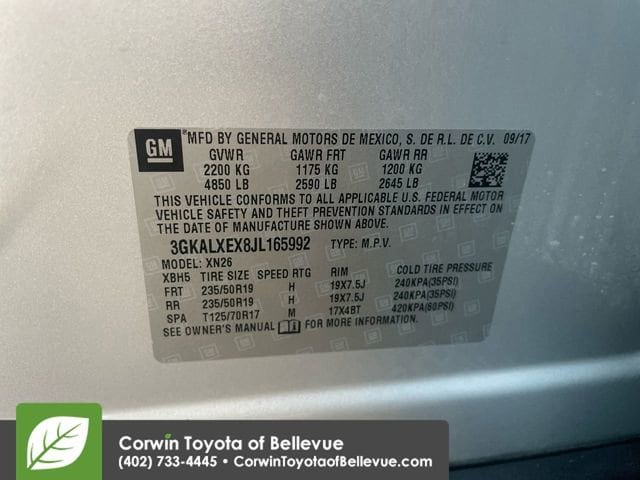 GM
MFD BY GENERAL MOTORS DE MEXICO, S. DE R.L. DE C.V. 09/17
GVWR GAWR FRT GAWR RR
2200 KG 1175 KG 1200 KG
4850 LB 2590 LB 2645 LB
THIS VEHICLE CONFORMS TO ALL APPLICABLE U.S. FEDERAL MOTOR
VEHICLE SAFETY AND THEFT PREVENTION STANDARDS IN EFFECT ON
THE DATE OF MANUFACTURE SHOWN ABOVE.
3GKALXEX8JL165992 TYPE: M.P.V.
MODEL: XN26
XBH5 TIRE SIZE SPEED RTG RIM COLD TIRE PRESSURE
FRT 235/50R19 H 19X7.5J 240KPA(35PSI)
RR 235/50R19 H 19X7.5J 240KPA(35PSI)
SPA T125/70R17 M 17X4BT 420KPA(60PSI)
SEE OWNER'S MANUAL FOR MORE INFORMATION.
Corwin Toyota of Bellevue
(402) 733-4445 • CorwinToyotaofBellevue.com